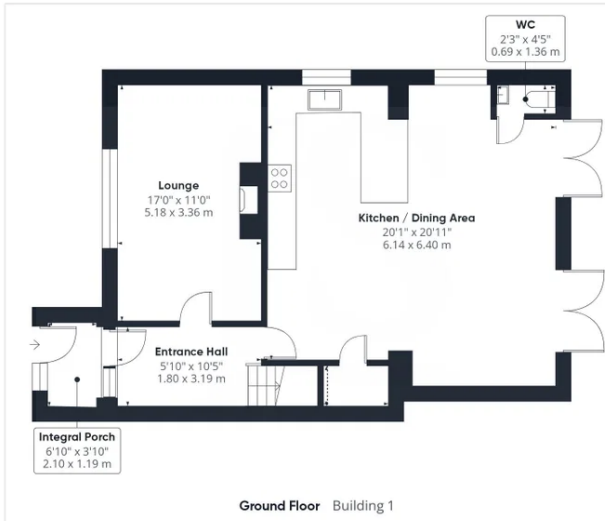 WC
2'3" x 4'5"
0.69 x 1.36 m
Lounge
17'0" x 11'0"
5.18 x 3.36 m
Kitchen / Dining Area
20'1" x 20'11"
6.14 x 6.40 m
Entrance Hall
5'10" x 10'5"
1.80 x 3.19 m
Integral Porch
6'10" x 3'10"
2.10 x 1.19 m
Ground Floor Building 1